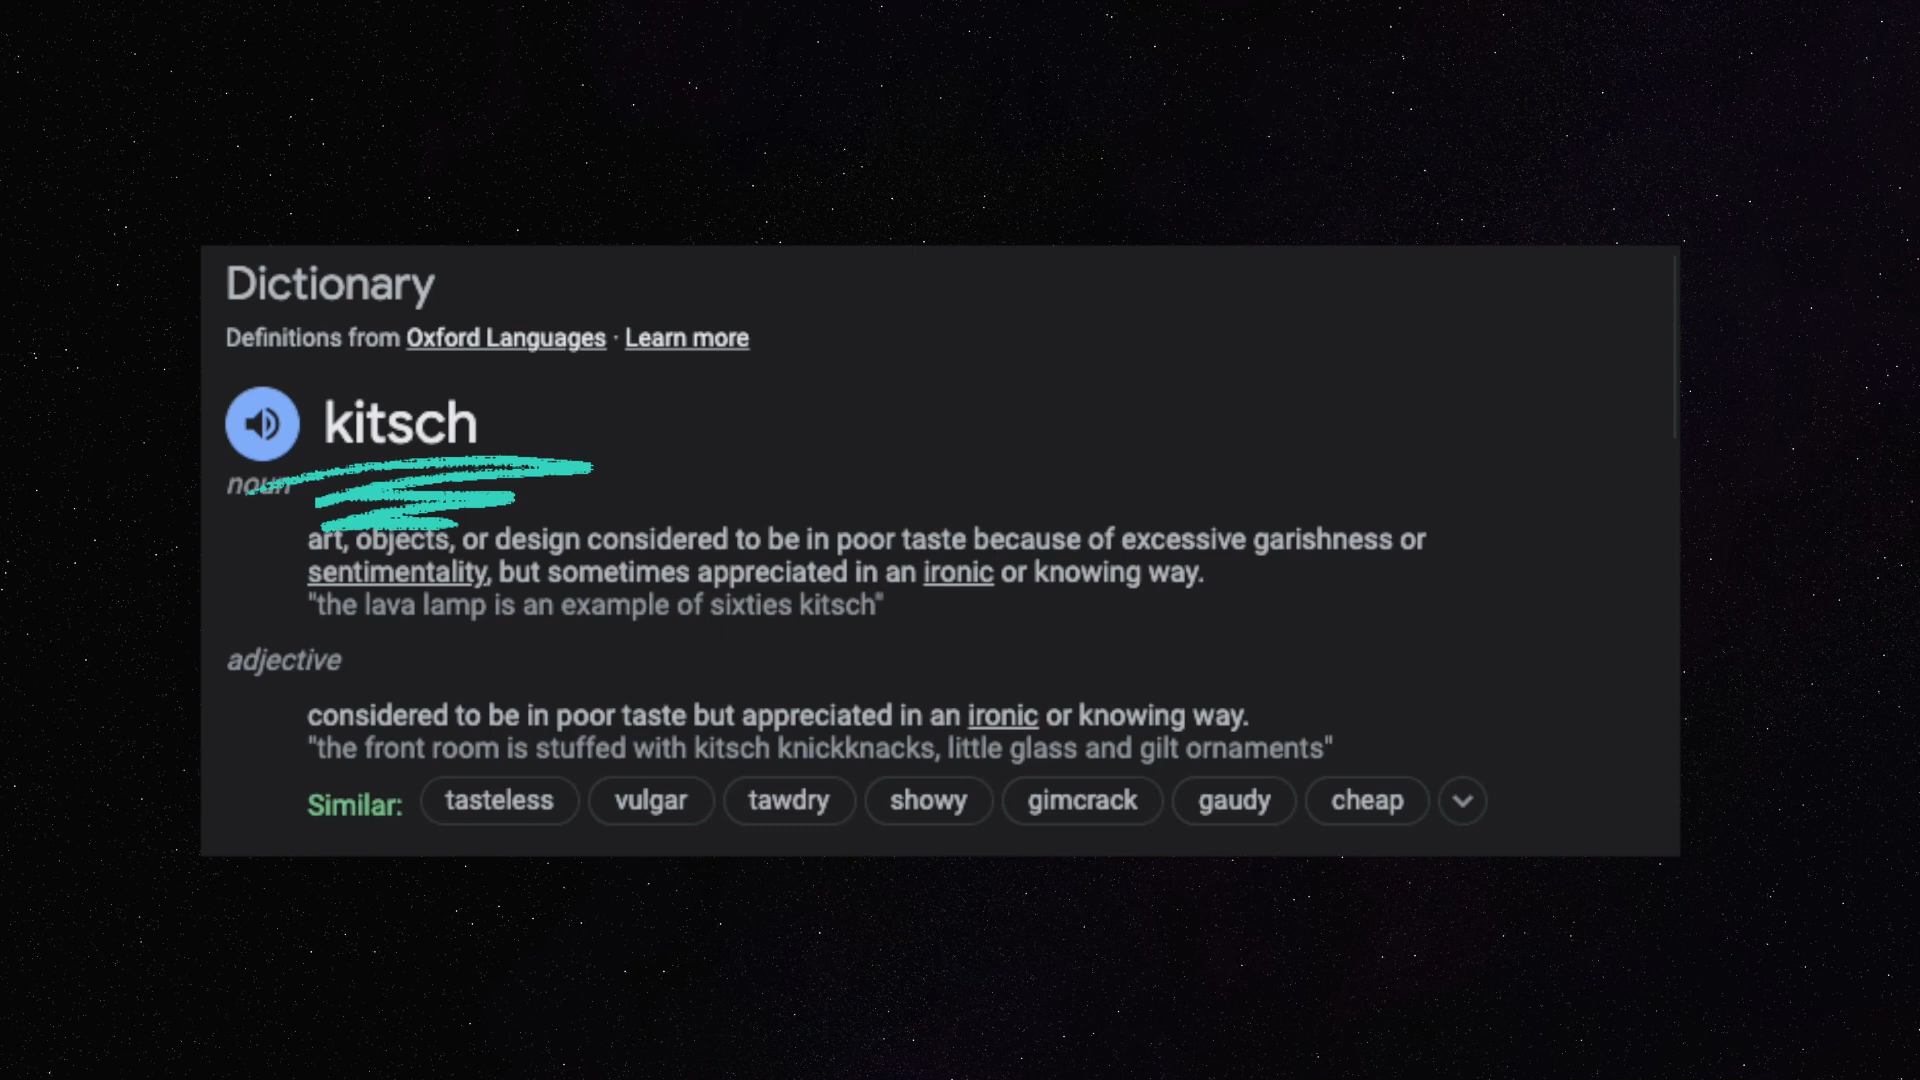 Dictionary
Definitions from Oxford Languages · Learn more
kitsch
noun
art, objects, or design considered to be in poor taste because of excessive garishness or
sentimentality, but sometimes appreciated in an ironic or knowing way.
"the lava lamp is an example of sixties kitsch"
adjective
considered to be in poor taste but appreciated in an ironic or knowing way.
"the front room is stuffed with kitsch knickknacks, little glass and gilt ornaments"
Similar: tasteless vulgar tawdry showy gimcrack gaudy cheap